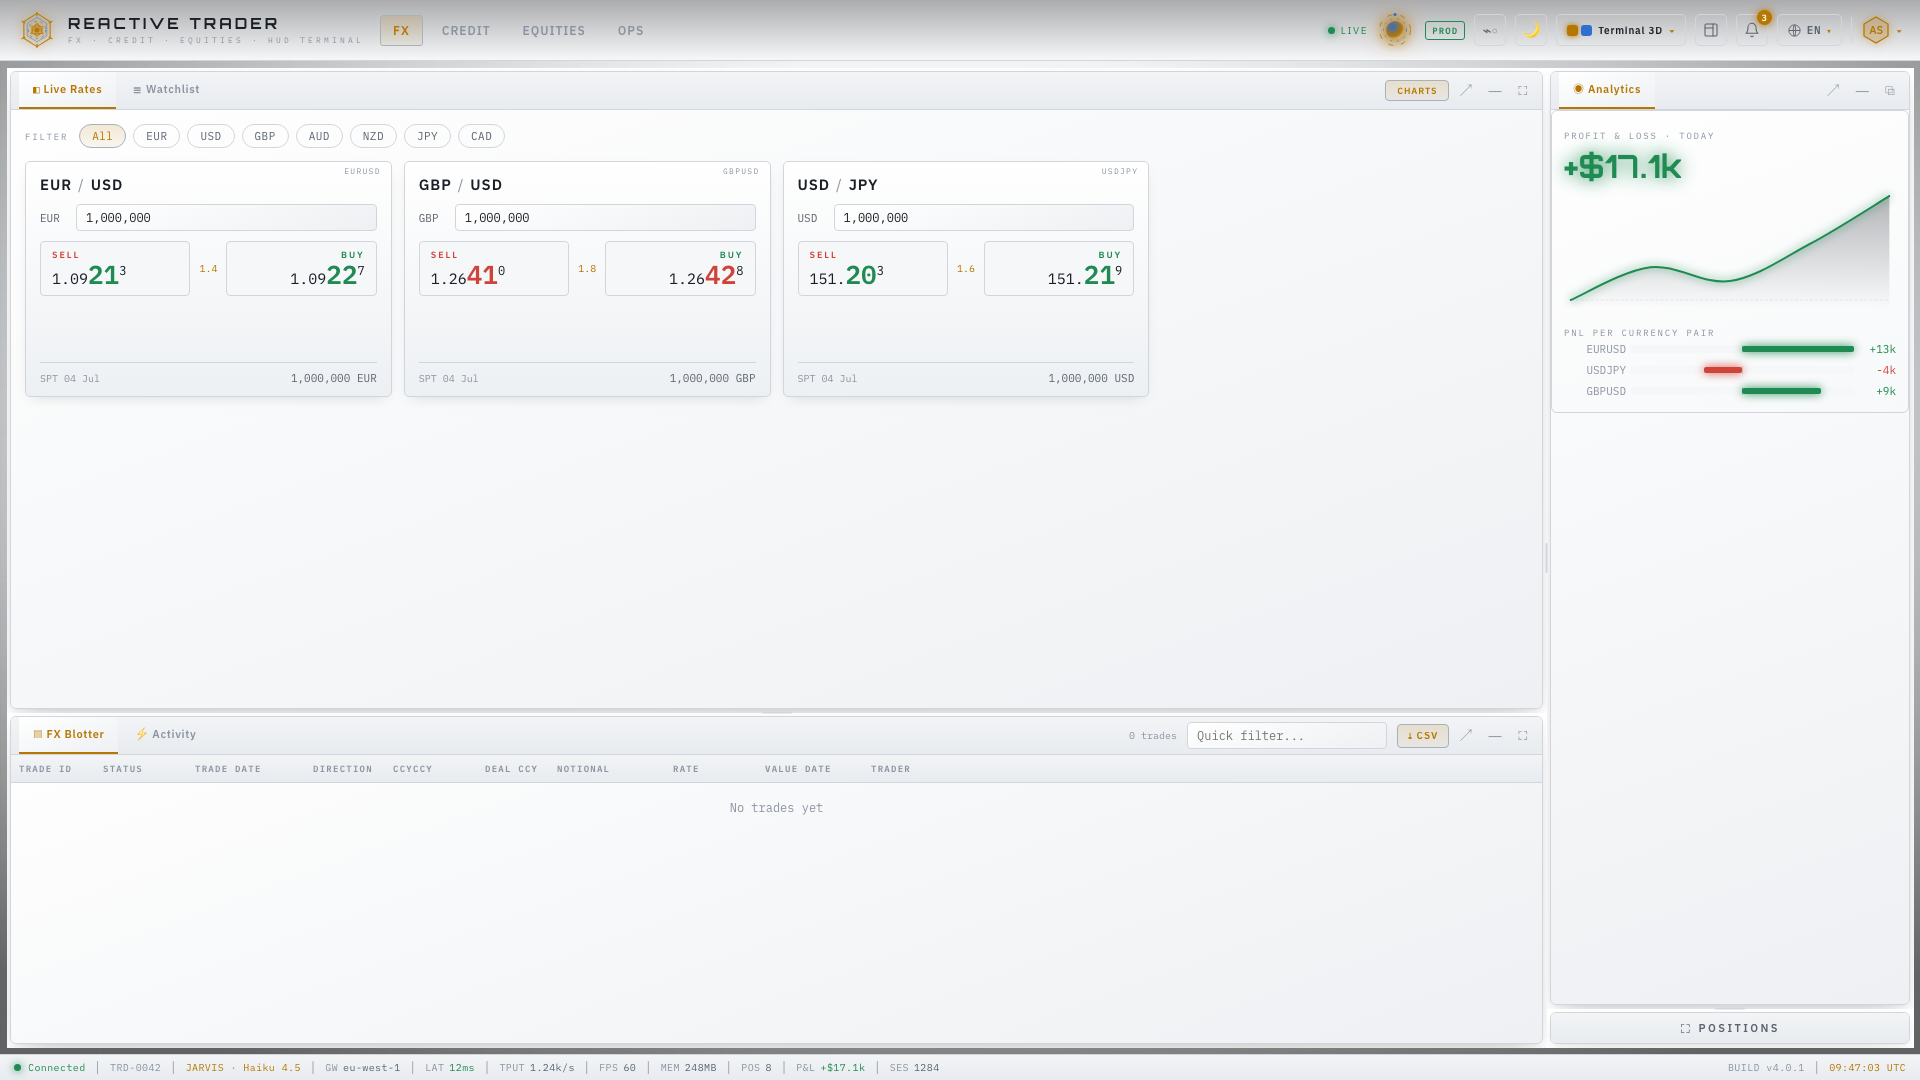 REACTIVE TRADER
FX · CREDIT · EQUITIES · HUD TERMINAL
FX CREDIT EQUITIES OPS
LIVE PROD Terminal 3D 3 EN AS
Live Rates Watchlist CHARTS
FILTER All EUR USD GBP AUD NZD JPY CAD
EUR / USD EURUSD
EUR 1,000,000
SELL 1.09213 1.4 BUY 1.09227
SPT 04 Jul 1,000,000 EUR
GBP / USD GBPUSD
GBP 1,000,000
SELL 1.26410 1.8 BUY 1.26428
SPT 04 Jul 1,000,000 GBP
USD / JPY USDJPY
USD 1,000,000
SELL 151.203 1.6 BUY 151.219
SPT 04 Jul 1,000,000 USD
Analytics
PROFIT & LOSS · TODAY
+$17.1k
PNL PER CURRENCY PAIR
EURUSD +13k
USDJPY -4k
GBPUSD +9k
FX Blotter Activity 0 trades Quick filter... ↓ CSV
TRADE ID STATUS TRADE DATE DIRECTION CCYCCY DEAL CCY NOTIONAL RATE VALUE DATE TRADER
No trades yet
POSITIONS
Connected TRD-0042 JARVIS · Haiku 4.5 GW eu-west-1 LAT 12ms TPUT 1.24k/s FPS 60 MEM 248MB POS 8 P&L +$17.1k SES 1284 BUILD v4.0.1 09:47:03 UTC